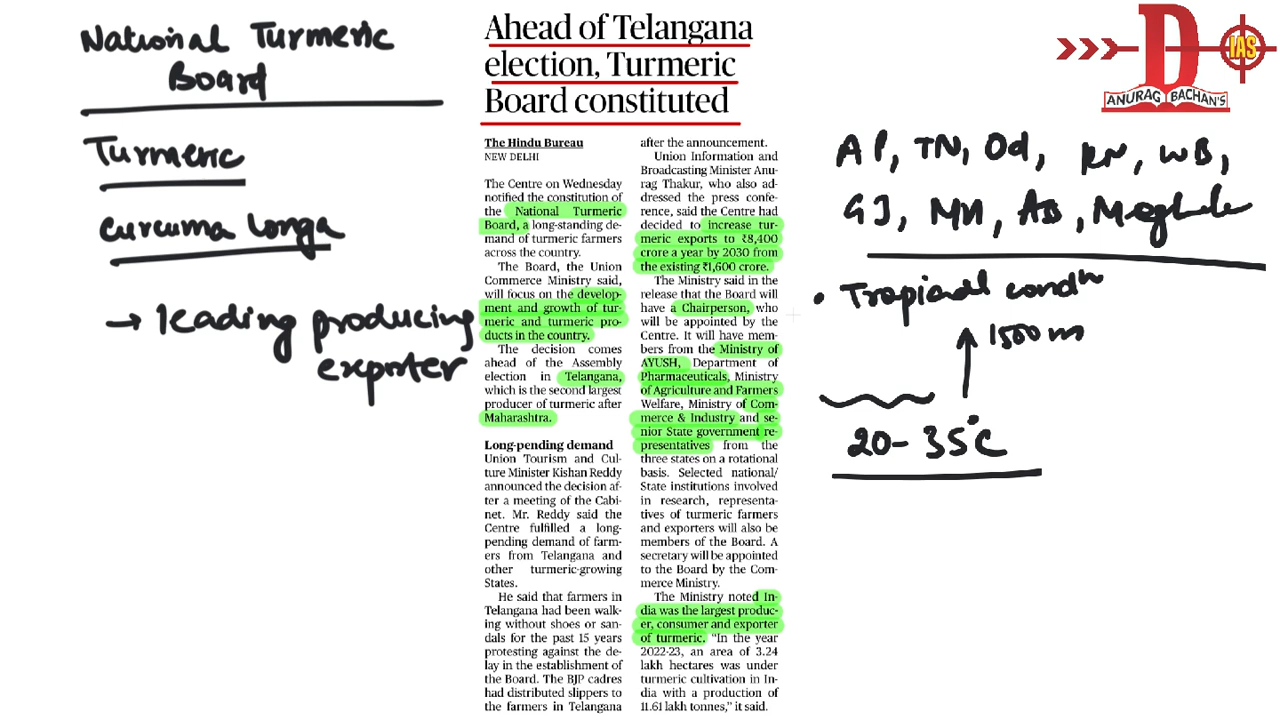 National Turmeric
Board
Turmeric
Curcuma longa
→ leading producing
exporter
Ahead of Telangana
election, Turmeric
Board constituted
The Hindu Bureau
NEW DELHI
The Centre on Wednesday
notified the constitution of
the National Turmeric
Board, a long-standing de-
mand of turmeric farmers
across the country.
The Board, the Union
Commerce Ministry said,
will focus on the develop-
ment and growth of tur-
meric and turmeric pro-
ducts in the country.
The decision comes
ahead of the Assembly
election in Telangana,
which is the second largest
producer of turmeric after
Maharashtra.
Long-pending demand
Union Tourism and Cul-
ture Minister Kishan Reddy
announced the decision af-
ter a meeting of the Cabi-
net. Mr. Reddy said the
Centre fulfilled a long-
pending demand of farm-
ers from Telangana and
other turmeric-growing
States.
He said that farmers in
Telangana had been walk-
ing without shoes or san-
dals for the past 15 years
protesting against the de-
lay in the establishment of
the Board. The BJP cadres
had distributed slippers to
the farmers in Telangana
after the announcement.
Union Information and
Broadcasting Minister Anu-
rag Thakur, who also ad-
dressed the press confe-
rence, said the Centre had
decided to increase tur-
meric exports to ₹8,400
crore a year by 2030 from
the existing ₹1,600 crore.
The Ministry said in the
release that the Board will
have a Chairperson, who
will be appointed by the
Centre. It will have mem-
bers from the Ministry of
AYUSH, Department of
Pharmaceuticals, Ministry
of Agriculture and Farmers
Welfare, Ministry of Com-
merce & Industry and se-
nior State government re-
presentatives from the
three states on a rotational
basis. Selected national/
State institutions involved
in research, representa-
tives of turmeric farmers
and exporters will also be
members of the Board. A
secretary will be appointed
to the Board by the Com-
merce Ministry.
The Ministry noted In-
dia was the largest produc-
er, consumer and exporter
of turmeric. "In the year
2022-23, an area of 3.24
lakh hectares was under
turmeric cultivation in In-
dia with a production of
11.61 lakh tonnes," it said.
D
IAS
ANURAG BACHAN'S
AP, TN, Od, KN, WB,
GJ, MH, AS,
• Tropical condn
1500 m
20-35°C